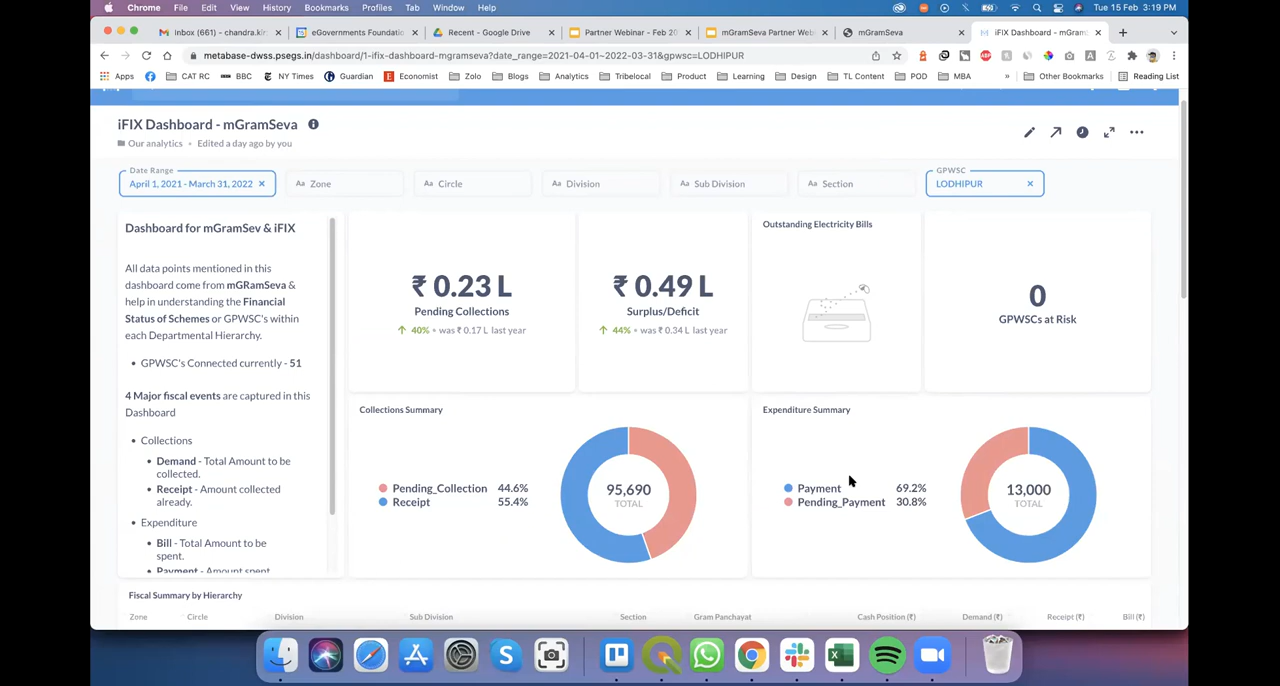 Chrome File Edit View History Bookmarks Profiles Tab Window Help Tue 15 Feb 3:19 PM
Inbox (661) - chandra.kir eGovernments Foundatio Recent - Google Drive Partner Webinar - Feb 20 mGramSeva Partner Web mGramSeva iFIX Dashboard - mGram
metabase-dwss.psegs.in/dashboard/1-ifix-dashboard-mgramseva?date_range=2021-04-01~2022-03-31&gpwsc=LODHIPUR
Apps CAT RC BBC NY Times Guardian Economist Zolo Blogs Analytics Tribelocal Product Learning Design TL Content POD MBA » Other Bookmarks Reading List
iFIX Dashboard - mGramSeva
Our analytics • Edited a day ago by you
Date Range
April 1, 2021 - March 31, 2022
Aa Zone
Aa Circle
Aa Division
Aa Sub Division
Aa Section
GPWSC
LODHIPUR
Dashboard for mGramSev & iFIX
All data points mentioned in this
dashboard come from mGRamSeva &
help in understanding the Financial
Status of Schemes or GPWSC's within
each Departmental Hierarchy.
• GPWSC's Connected currently - 51
4 Major fiscal events are captured in this
Dashboard
• Collections
• Demand - Total Amount to be
collected.
• Receipt - Amount collected
already.
• Expenditure
• Bill - Total Amount to be
spent.
• Payment - Amount spent
₹ 0.23 L
Pending Collections
↑ 40% • was ₹ 0.17 L last year
₹ 0.49 L
Surplus/Deficit
↑ 44% • was ₹ 0.34 L last year
Outstanding Electricity Bills
0
GPWSCs at Risk
Collections Summary
Pending_Collection 44.6%
Receipt 55.4%
95,690
TOTAL
Expenditure Summary
Payment 69.2%
Pending_Payment 30.8%
13,000
TOTAL
Fiscal Summary by Hierarchy
Zone Circle Division Sub Division Section Gram Panchayat Cash Position (₹) Demand (₹) Receipt (₹) Bill (₹)